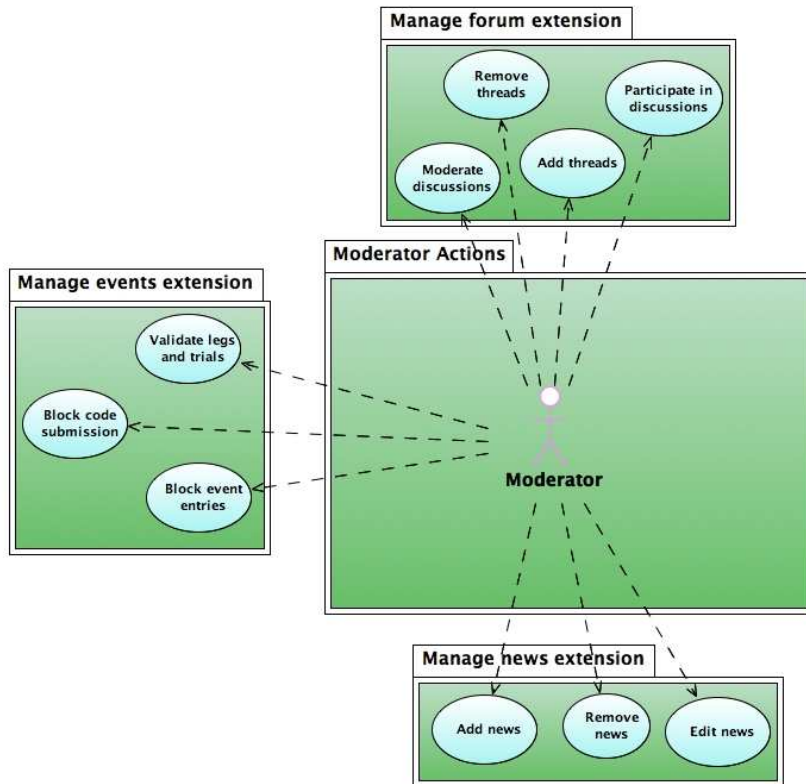 Manage forum extension
Remove
threads
Participate in
discussions
Moderate
discussions
Add threads
Moderator Actions
Manage events extension
Validate legs
and trials
Block code
submission
Block event
entries
Moderator
Manage news extension
Add news
Remove
news
Edit news